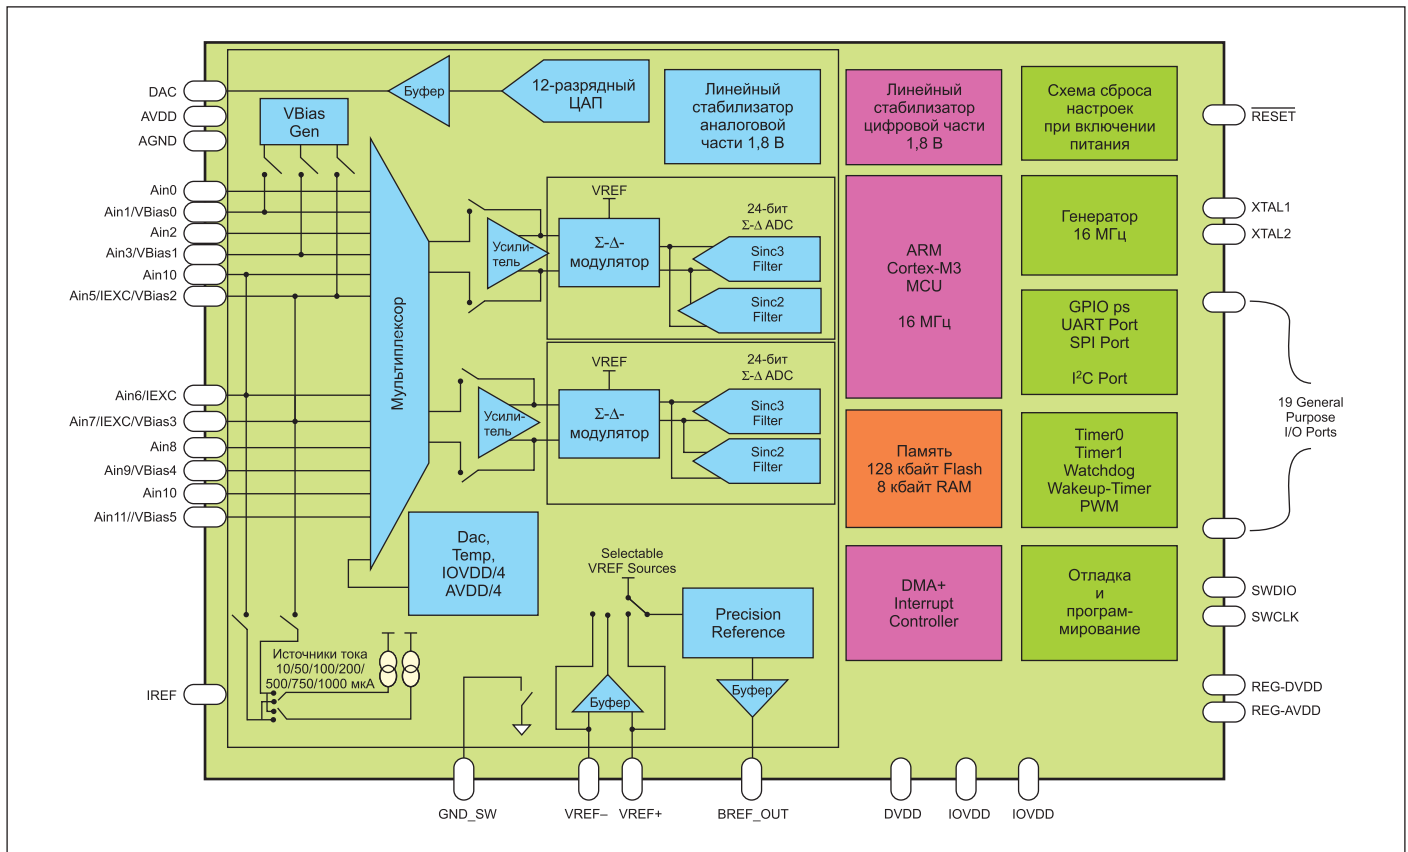 DAC
AVDD
AGND
Ain0
Ain1/VBias0
Ain2
Ain3/VBias1
Ain10
Ain5/IEXC/VBias2
Ain6/IEXC
Ain7/IEXC/VBias3
Ain8
Ain9/VBias4
Ain10
Ain11//VBias5
IREF
VBias
Gen
Буфер
12-разрядный
ЦАП
Линейный
стабилизатор
аналоговой
части 1,8 В
Мультиплексор
Усили-
тель
VREF
Σ-Δ-
модулятор
24-бит
Σ-Δ ADC
Sinc3
Filter
Sinc2
Filter
Усили-
тель
VREF
Σ-Δ-
модулятор
24-бит
Σ-Δ ADC
Sinc3
Filter
Sinc2
Filter
Dac,
Temp,
IOVDD/4
AVDD/4
Источники тока
10/50/100/200/
500/750/1000 мкА
Selectable
VREF Sources
Precision
Reference
Буфер
Буфер
Линейный
стабилизатор
цифровой части
1,8 В
ARM
Cortex-M3
MCU
16 МГц
Память
128 кбайт Flash
8 кбайт RAM
DMA+
Interrupt
Controller
Схема сброса
настроек
при включении
питания
Генератор
16 МГц
GPIO ps
UART Port
SPI Port
I²C Port
Timer0
Timer1
Watchdog
Wakeup-Timer
PWM
Отладка
и
програм-
мирование
RESET
XTAL1
XTAL2
19 General
Purpose
I/O Ports
SWDIO
SWCLK
REG-DVDD
REG-AVDD
GND_SW
VREF–
VREF+
BREF_OUT
DVDD
IOVDD
IOVDD